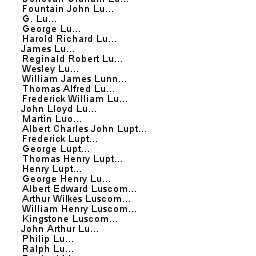 Fountain John Lu...
G. Lu...
George Lu...
Harold Richard Lu...
James Lu...
Reginald Robert Lu...
Wesley Lu...
William James Lunn...
Thomas Alfred Lu...
Frederick William Lu...
John Lloyd Lu...
Martin Luo...
Albert Charles John Lupt...
Frederick Lupt...
George Lupt...
Thomas Henry Lupt...
Henry Lupt...
George Henry Lu...
Albert Edward Luscom...
Arthur Wilkes Luscom...
William Henry Luscom...
Kingstone Luscom...
John Arthur Lu...
Philip Lu...
Ralph Lu...